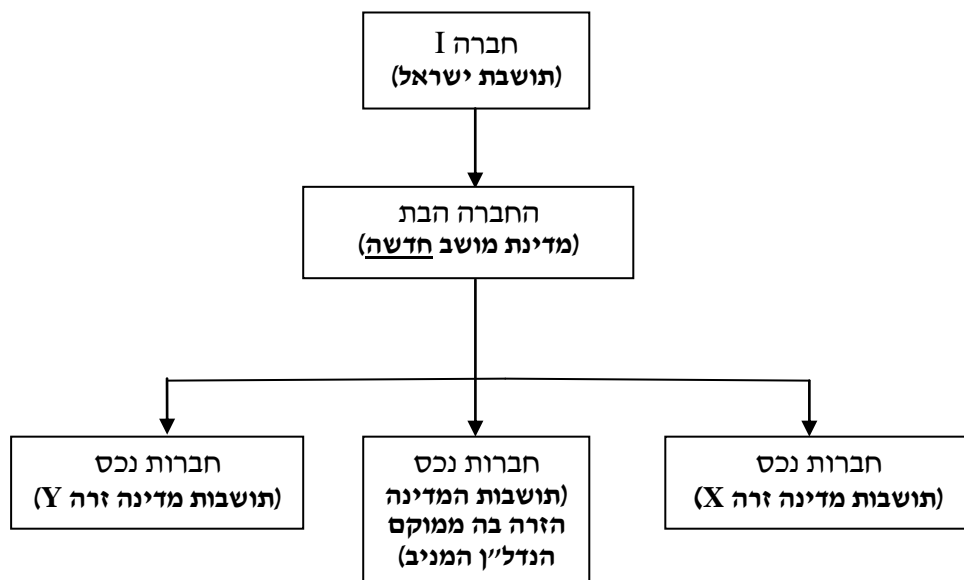 חברה I
(תושבת ישראל)
החברה הבת
(מדינת מושב חדשה)
חברות נכס
(תושבות מדינה זרה X)
חברות נכס
(תושבות המדינה
הזרה בה ממוקם
הנדל״ן המניב)
חברות נכס
(תושבות מדינה זרה Y)